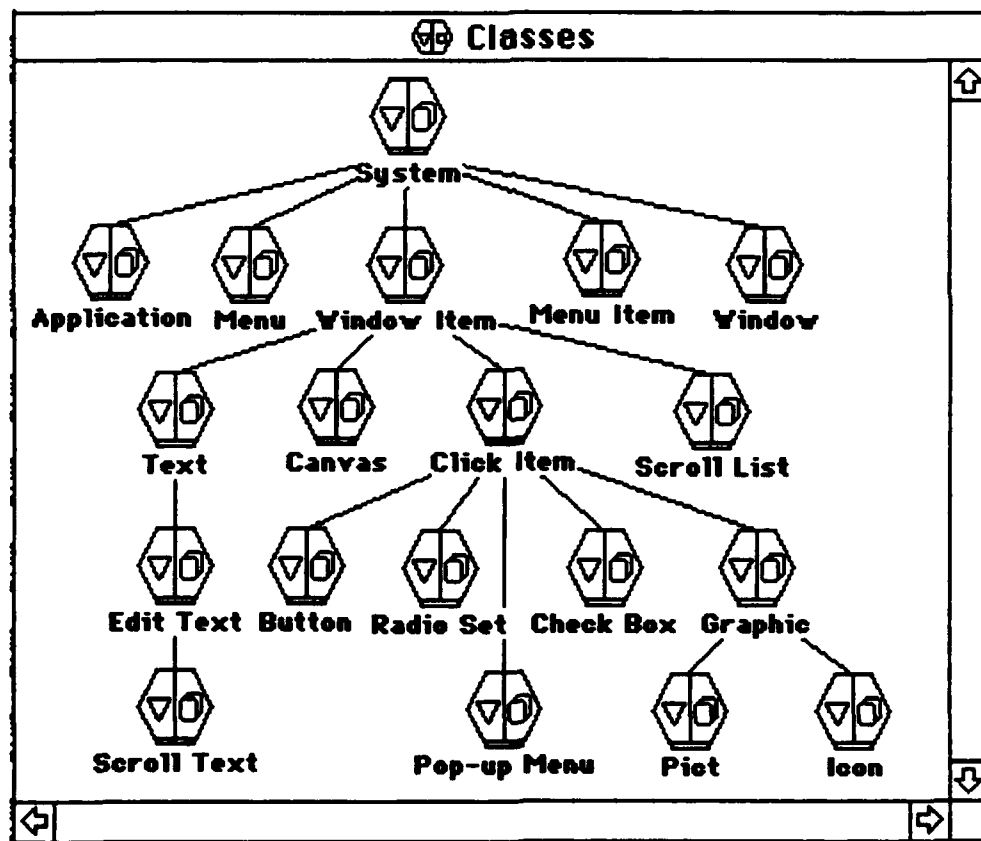 Classes
System
Application Menu Window Item Menu Item Window
Text Canvas Click Item Scroll List
Edit Text Button Radio Set Check Box Graphic
Scroll Text Pop-up Menu Pict Icon